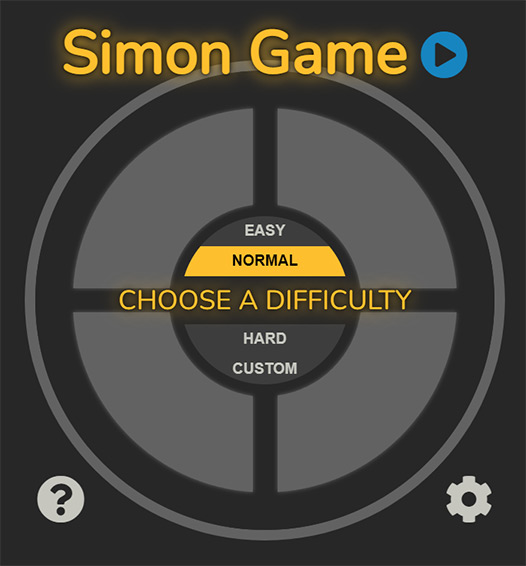 Simon Game
EASY
NORMAL
CHOOSE A DIFFICULTY
HARD
CUSTOM
?